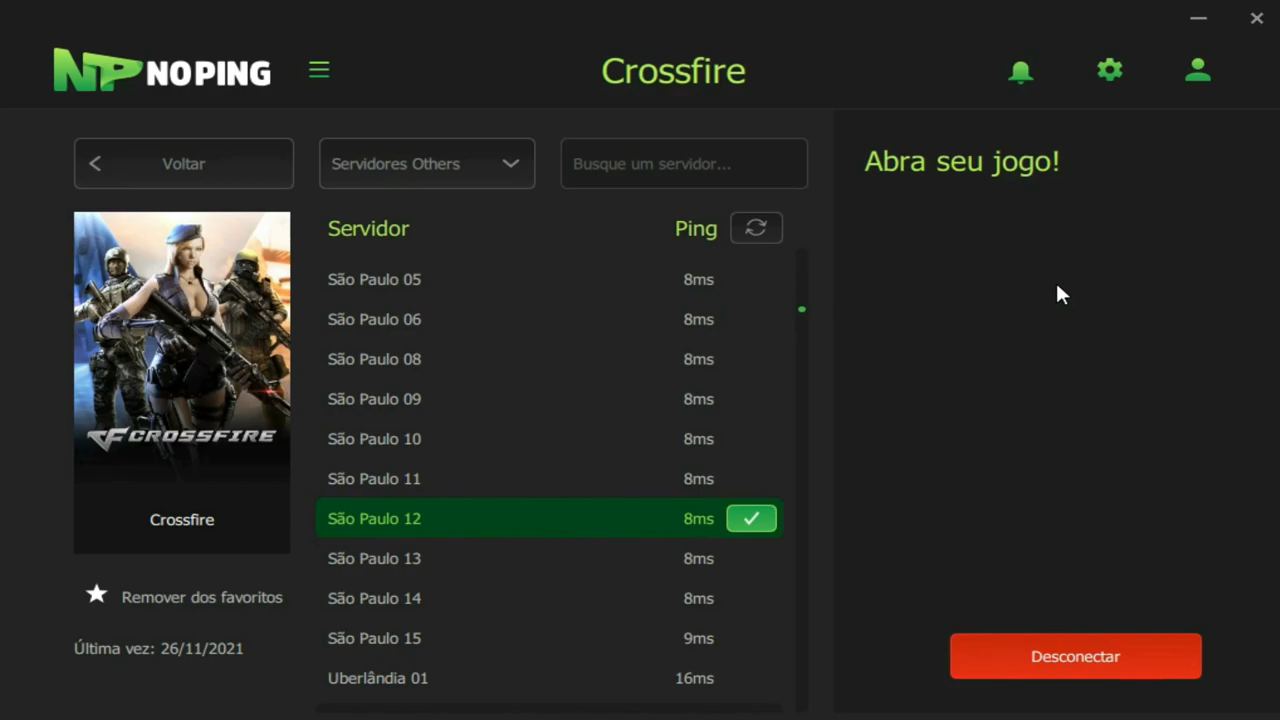 NP NOPING
Crossfire
Voltar
Servidores Others
Busque um servidor...
Abra seu jogo!
Servidor
Ping
São Paulo 05 8ms
São Paulo 06 8ms
São Paulo 08 8ms
São Paulo 09 8ms
São Paulo 10 8ms
São Paulo 11 8ms
São Paulo 12 8ms
São Paulo 13 8ms
São Paulo 14 8ms
São Paulo 15 9ms
Uberlândia 01 16ms
CF CROSSFIRE
Crossfire
Remover dos favoritos
Última vez: 26/11/2021
Desconectar